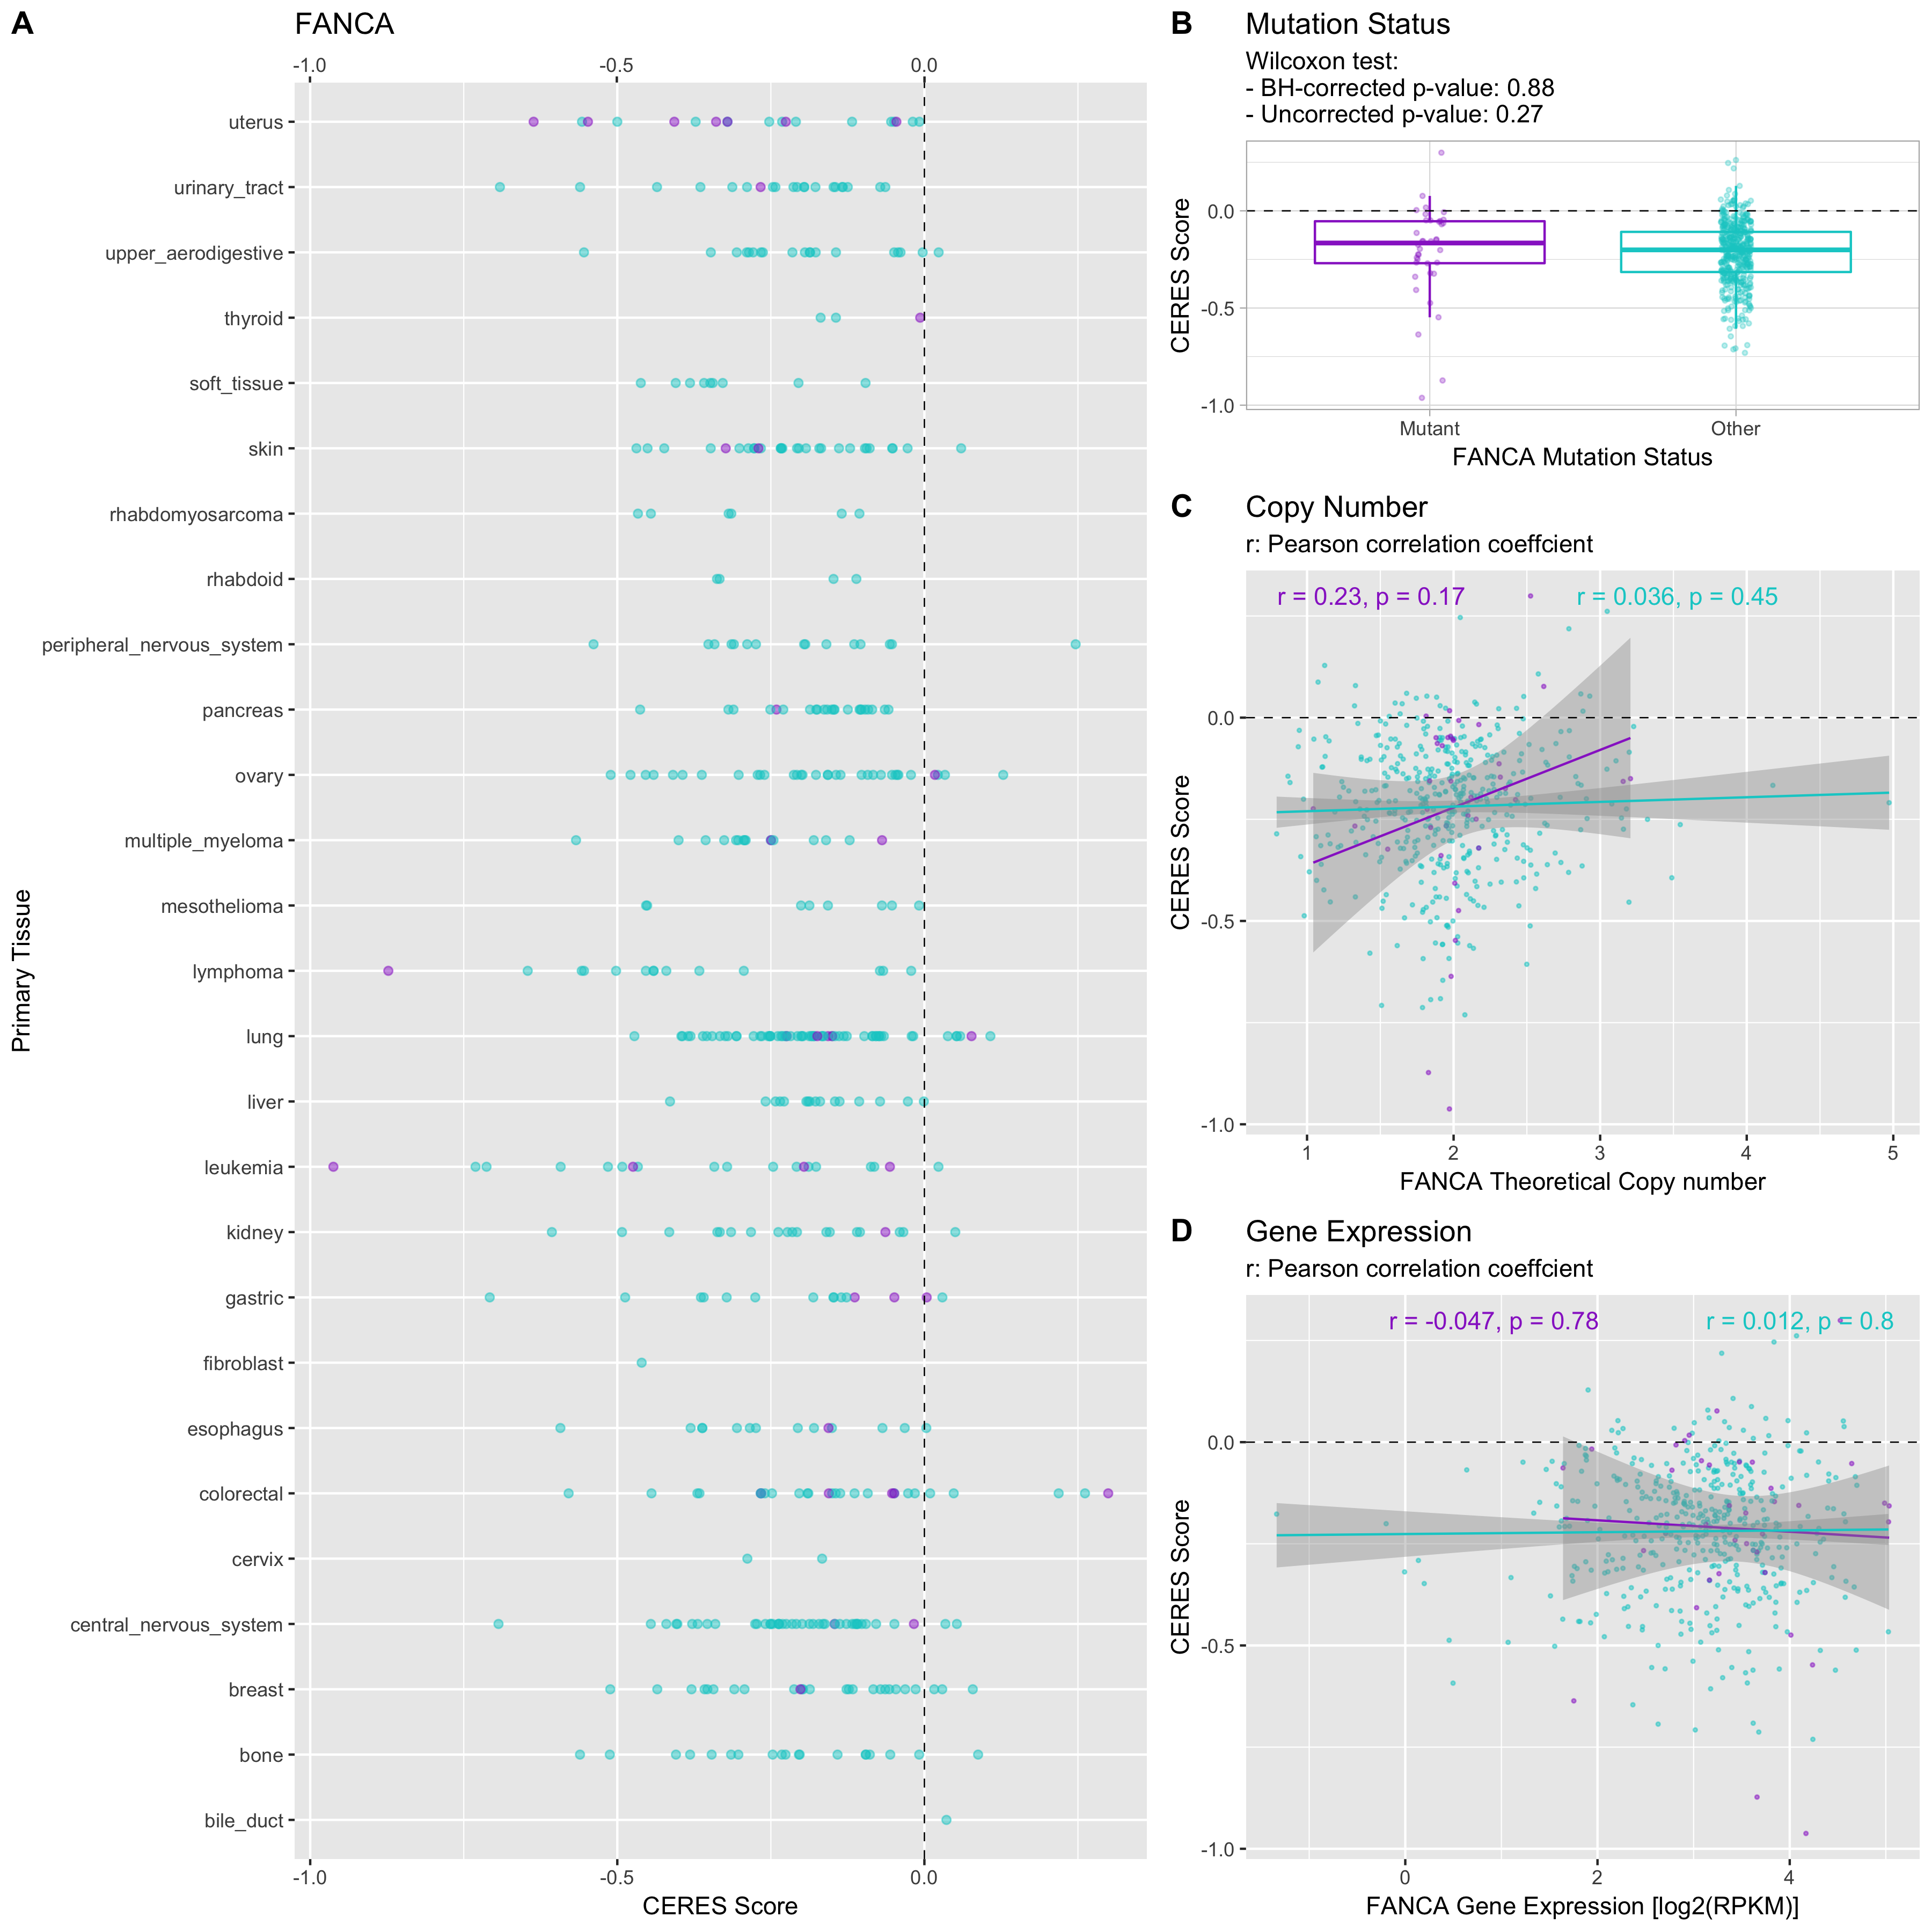 A
FANCA
-1.0 -0.5 0.0
Primary Tissue
uterus
urinary_tract
upper_aerodigestive
thyroid
soft_tissue
skin
rhabdomyosarcoma
rhabdoid
peripheral_nervous_system
pancreas
ovary
multiple_myeloma
mesothelioma
lymphoma
lung
liver
leukemia
kidney
gastric
fibroblast
esophagus
colorectal
cervix
central_nervous_system
breast
bone
bile_duct
-1.0 -0.5 0.0
CERES Score
B
Mutation Status
Wilcoxon test:
- BH-corrected p-value: 0.88
- Uncorrected p-value: 0.27
CERES Score
0.0
-0.5
-1.0
Mutant Other
FANCA Mutation Status
C
Copy Number
r: Pearson correlation coeffcient
r = 0.23, p = 0.17 r = 0.036, p = 0.45
CERES Score
0.0
-0.5
-1.0
1 2 3 4 5
FANCA Theoretical Copy number
D
Gene Expression
r: Pearson correlation coeffcient
r = -0.047, p = 0.78 r = 0.012, p = 0.8
CERES Score
0.0
-0.5
-1.0
0 2 4
FANCA Gene Expression [log2(RPKM)]